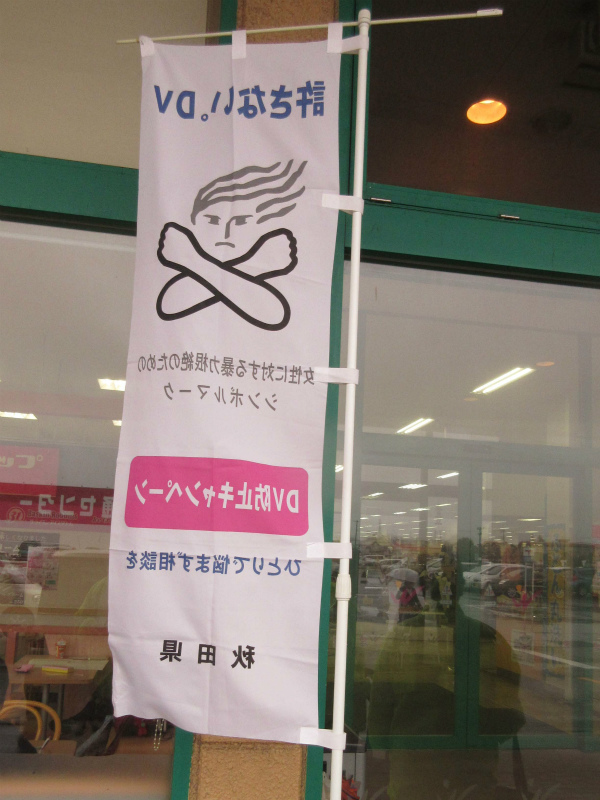 許さない。DV
女性に対する暴力根絶のための
シンボルマーク
DV防止キャンペーン
ひとりで悩まず相談を
秋田県